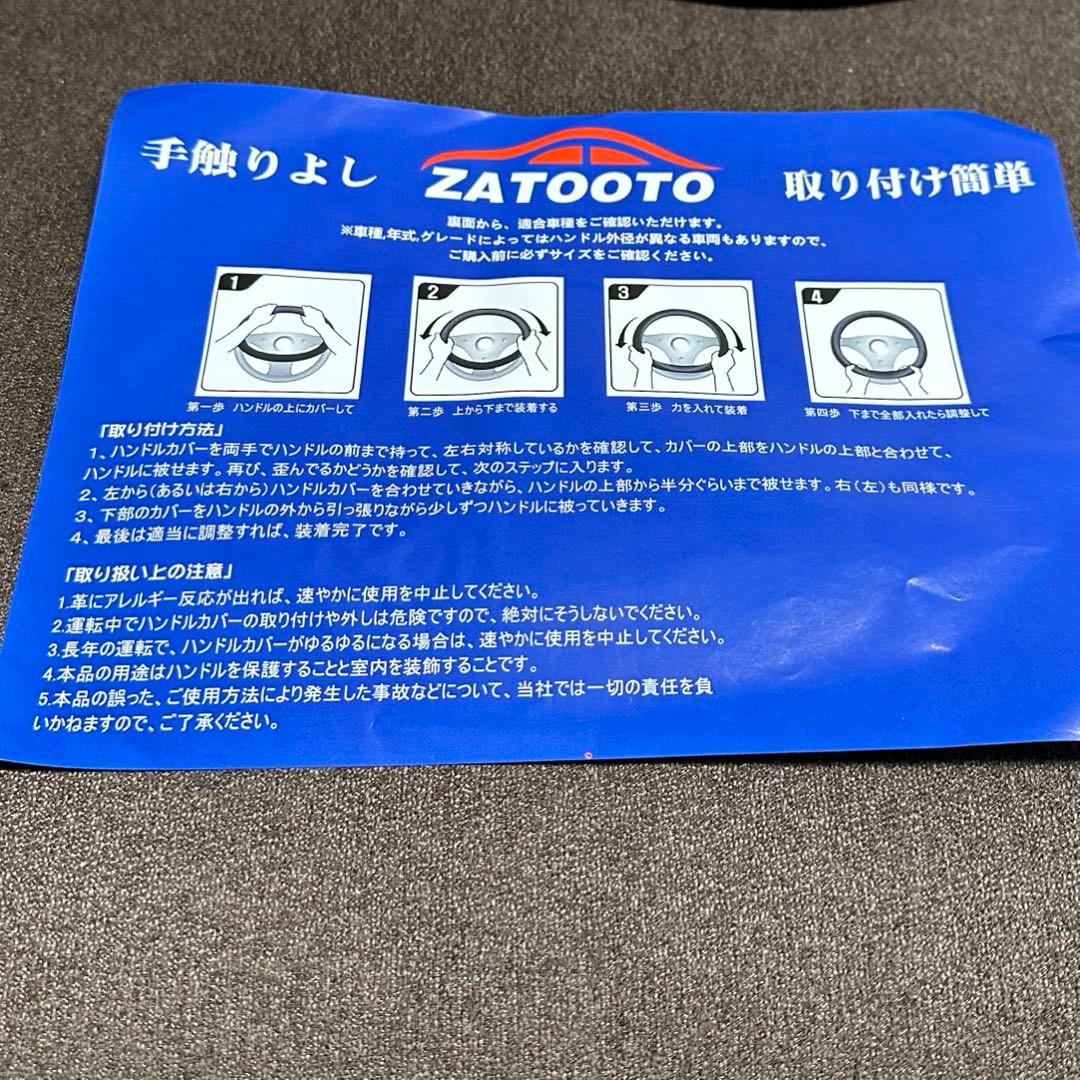 手触りよし
ZATOOTO
取り付け簡単
裏面から、適合車種をご確認いただけます。
※車種,年式,グレードによってはハンドル外径が異なる車両もありますので、
ご購入前に必ずサイズをご確認ください。
1
2
3
4
第一歩 ハンドルの上にカバーして
第二歩 上から下まで装着する
第三歩 力を入れて装着
第四歩 下まで全部入れたら調整して
「取り付け方法」
1、ハンドルカバーを両手でハンドルの前まで持って、左右対称しているかを確認して、カバーの上部をハンドルの上部と合わせて、
ハンドルに被せます。再び、歪んでるかどうかを確認して、次のステップに入ります。
2、左から(あるいは右から)ハンドルカバーを合わせていきながら、ハンドルの上部から半分ぐらいまで被せます。右(左)も同様です。
3、下部のカバーをハンドルの外から引っ張りながら少しずつハンドルに被っていきます。
4、最後は適当に調整すれば、装着完了です。
「取り扱い上の注意」
1.革にアレルギー反応が出れば、速やかに使用を中止してください。
2.運転中でハンドルカバーの取り付けや外しは危険ですので、絶対にそうしないでください。
3.長年の運転で、ハンドルカバーがゆるゆるになる場合は、速やかに使用を中止してください。
4.本品の用途はハンドルを保護することと室内を装飾することです。
5.本品の誤った、ご使用方法により発生した事故などについて、当社では一切の責任を負
いかねますので、ご了承ください。